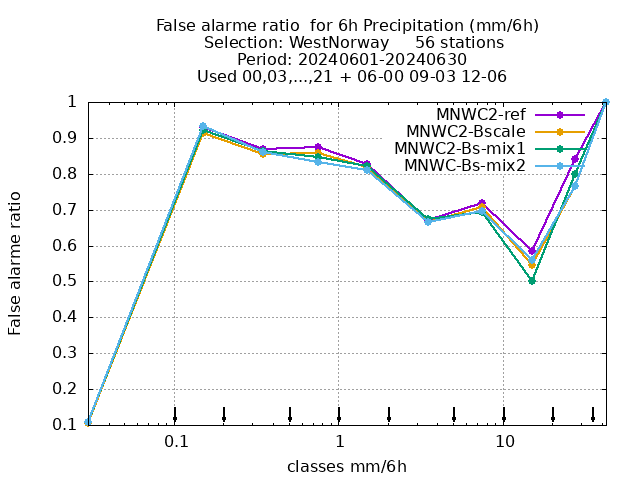 False alarme ratio  for 6h Precipitation (mm/6h)
Selection: WestNorway     56 stations
Period: 20240601-20240630
Used 00,03,...,21 + 06-00 09-03 12-06
MNWC2-ref
MNWC2-Bscale
MNWC2-Bs-mix1
MNWC-Bs-mix2
False alarme ratio
1
0.9
0.8
0.7
0.6
0.5
0.4
0.3
0.2
0.1
0.1 1 10
classes mm/6h